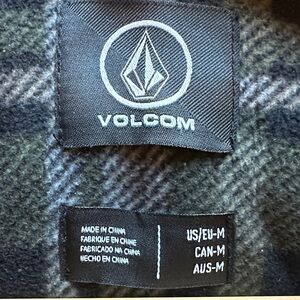 VOLCOM
MADE IN CHINA
FABRIQUE EN CHINE
FABRICADO NA CHINA
HECHO EN CHINA
US/EU-M
CAN-M
AUS-M